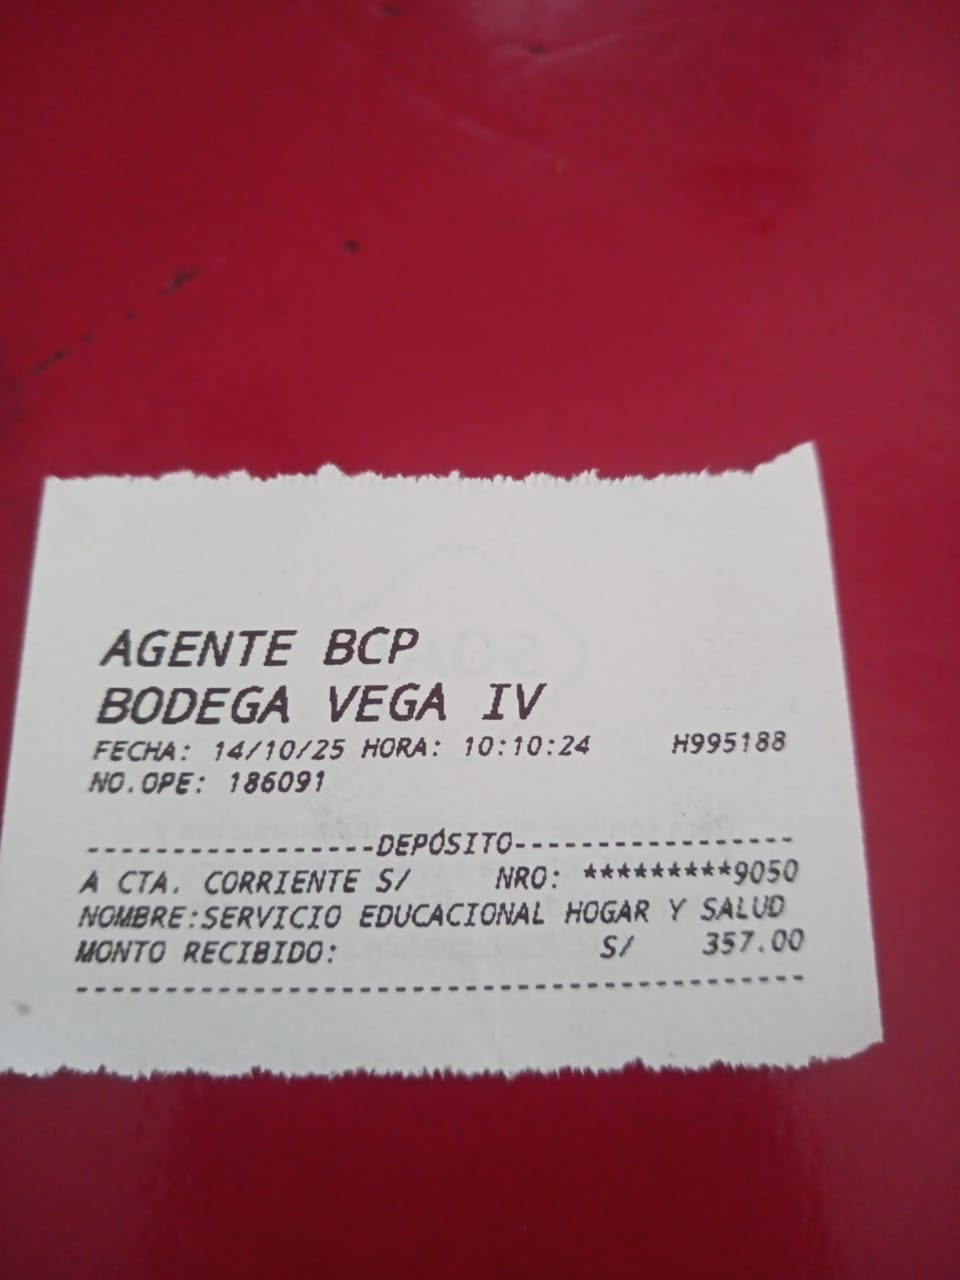 AGENTE BCP
BODEGA VEGA IV
FECHA: 14/10/25 HORA: 10:10:24 H995188
NO.OPE: 186091
-----------------DEPÓSITO-----------------
A CTA. CORRIENTE S/ NRO: *********9050
NOMBRE:SERVICIO EDUCACIONAL HOGAR Y SALUD
MONTO RECIBIDO: S/ 357.00
------------------------------------------